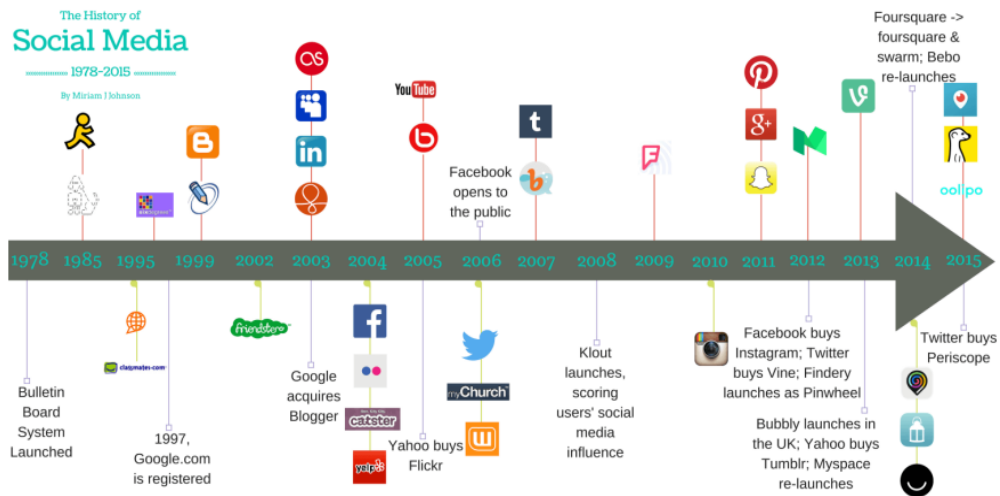 The History of
Social Media
1978-2015
By Miriam J Johnson
Foursquare ->
foursquare &
swarm; Bebo
re-launches
You Tube
Facebook
opens to
the public
oolipo
1978 1985 1995 1999 2002 2003 2004 2005 2006 2007 2008 2009 2010 2011 2012 2013 2014 2015
friendster
classmates.com
Bulletin
Board
System
Launched
1997,
Google.com
is registered
Google
acquires
Blogger
catster
yelp
Yahoo buys
Flickr
myChurch
Klout
launches,
scoring
users' social
media
influence
Facebook buys
Instagram; Twitter
buys Vine; Findery
launches as Pinwheel
Bubbly launches in
the UK; Yahoo buys
Tumblr; Myspace
re-launches
Twitter buys
Periscope